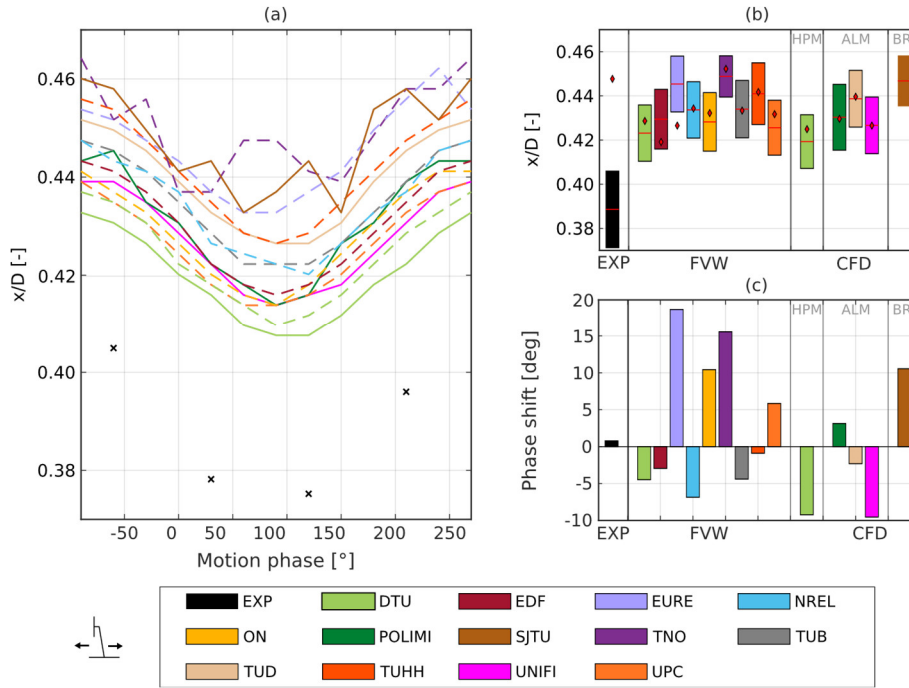 (a)
x/D [-]
0.46
0.44
0.42
0.40
0.38
-50
0
50
100
150
200
250
Motion phase [°]
(b)
x/D [-]
0.46
0.44
0.42
0.40
0.38
HPM
ALM
BR
EXP
FVW
CFD
(c)
Phase shift [deg]
20
15
10
5
0
-5
-10
HPM
ALM
BR
EXP
FVW
CFD
EXP
DTU
EDF
EURE
NREL
ON
POLIMI
SJTU
TNO
TUB
TUD
TUHH
UNIFI
UPC